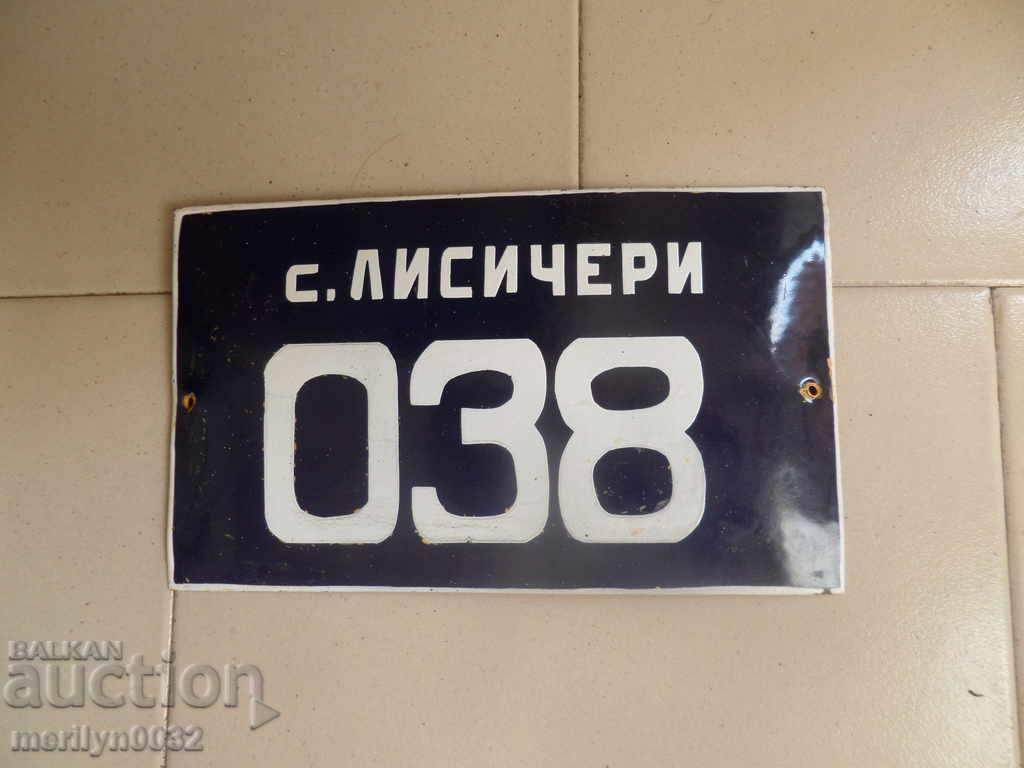 с. ЛИСИЧЕРИ
038
BALKAN
auction
merilyn0032